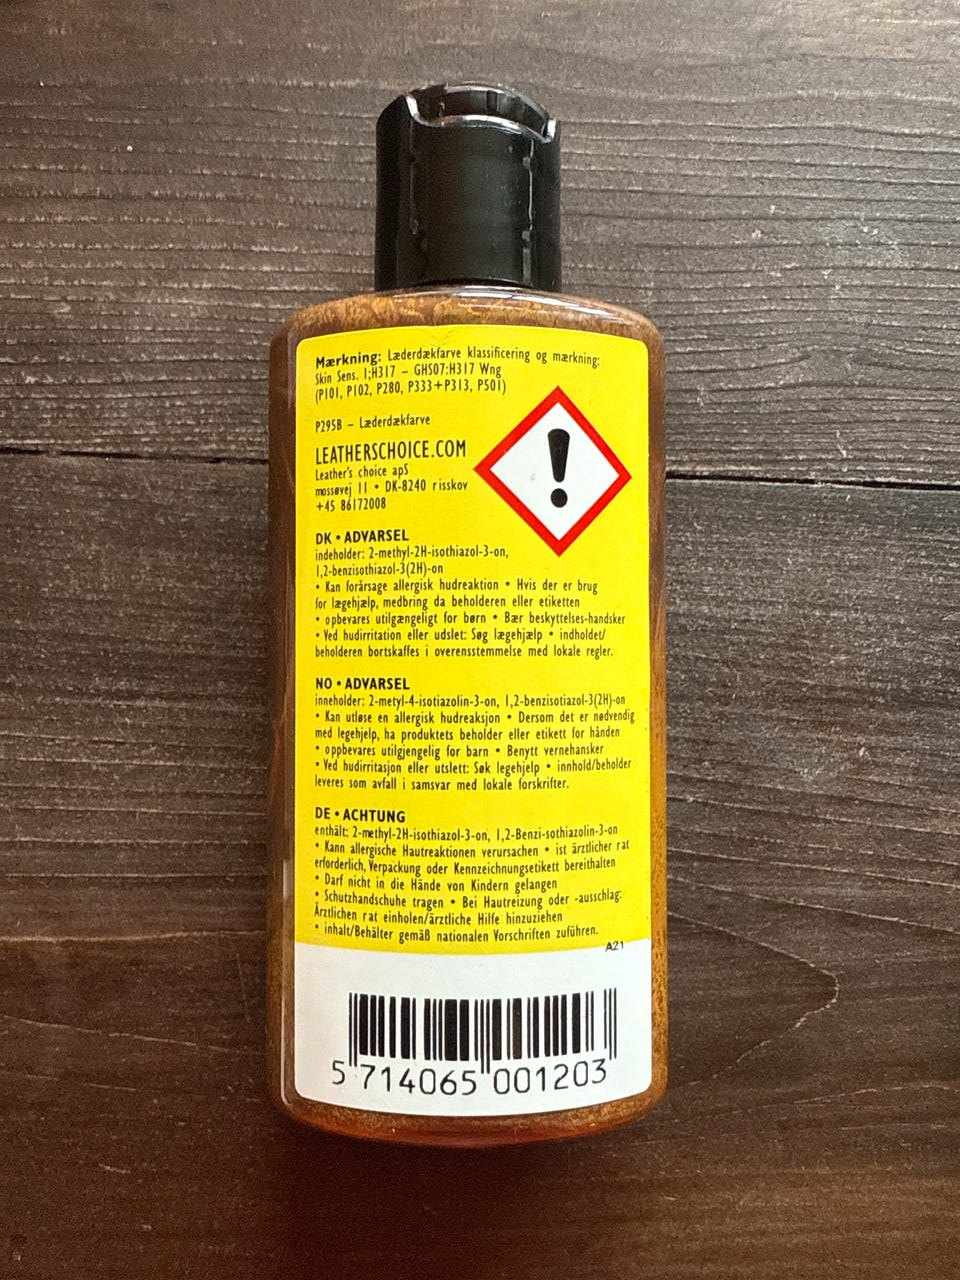 Mærkning: Læderdækfarve klassificering og mærkning:
Skin Sens. 1;H317 – GHS07:H317 Wng
(P101, P102, P280, P333+P313, P501)
P295B – Læderdækfarve
LEATHERSCHOICE.COM
Leather's choice apS
mossøvej 11 • DK-8240 risskov
+45 86172008
DK • ADVARSEL
indeholder: 2-methyl-2H-isothiazol-3-on,
1,2-benzisothiazol-3(2H)-on
• Kan forårsage allergisk hudreaktion • Hvis der er brug
for lægehjælp, medbring da beholderen eller etiketten
• opbevares utilgængeligt for børn • Bær beskyttelses-handsker
• Ved hudirritation eller udslet: Søg lægehjælp • indholdet/
beholderen bortskaffes i overensstemmelse med lokale regler.
NO • ADVARSEL
inneholder: 2-metyl-4-isotiazolin-3-on, 1,2-benzisotiazol-3(2H)-on
• Kan utløse en allergisk hudreaksjon • Dersom det er nødvendig
med legehjelp, ha produktets beholder eller etikett for hånden
• oppbevares utilgjengelig for barn • Benytt vernehansker
• Ved hudirritasjon eller utslett: Søk legehjelp • innhold/beholder
leveres som avfall i samsvar med lokale forskrifter.
DE • ACHTUNG
enthält: 2-methyl-2H-isothiazol-3-on, 1,2-Benzi-sothiazolin-3-on
• Kann allergische Hautreaktionen verursachen • ist ärztlicher rat
erforderlich, Verpackung oder Kennzeichnungsetikett bereithalten
• Darf nicht in die Hände von Kindern gelangen
• Schutzhandschuhe tragen • Bei Hautreizung oder -ausschlag:
Ärztlichen rat einholen/ärztliche Hilfe hinzuziehen
• inhalt/Behälter gemäß nationalen Vorschriften zuführen.
A21
5 714065 001203